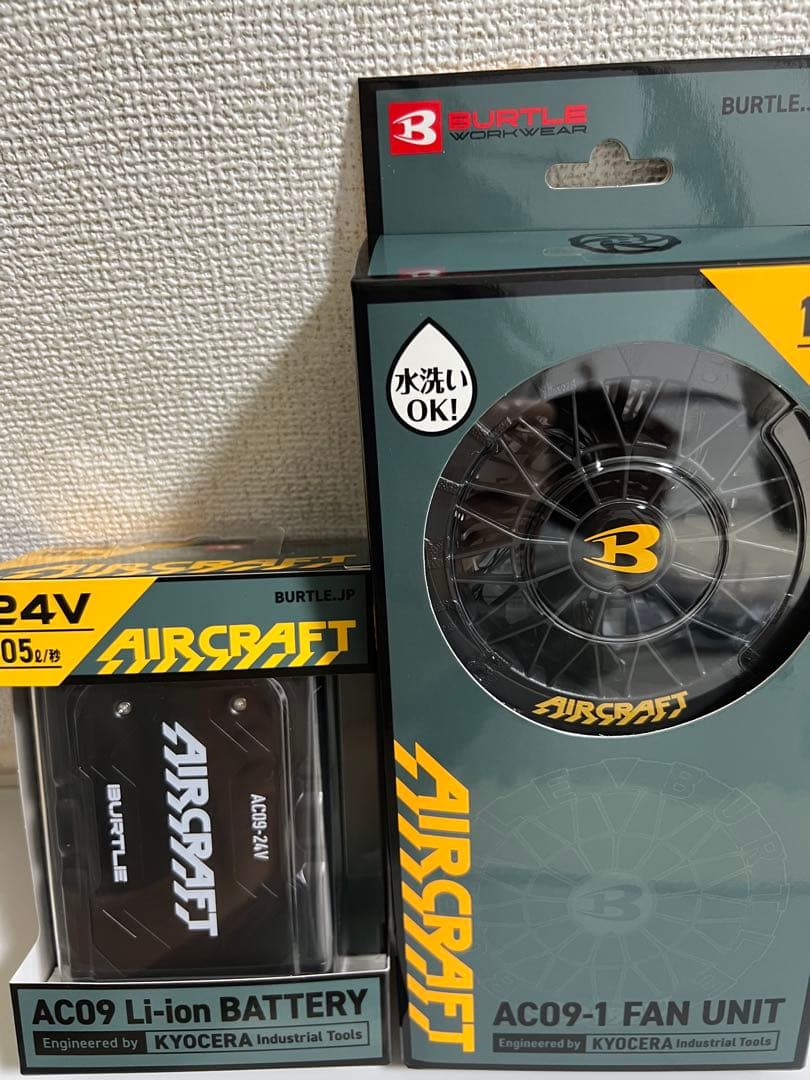 BURTLE
WORKWEAR
BURTLE.
水洗い
OK!
B
AIRCRAFT
AIRCRAFT
AC09-1 FAN UNIT
Engineered by KYOCERA Industrial Tools
24V
05ℓ/秒
BURTLE.JP
AIRCRAFT
AC09-24V
AIRCRAFT
BURTLE
AC09 Li-ion BATTERY
Engineered by KYOCERA Industrial Tools